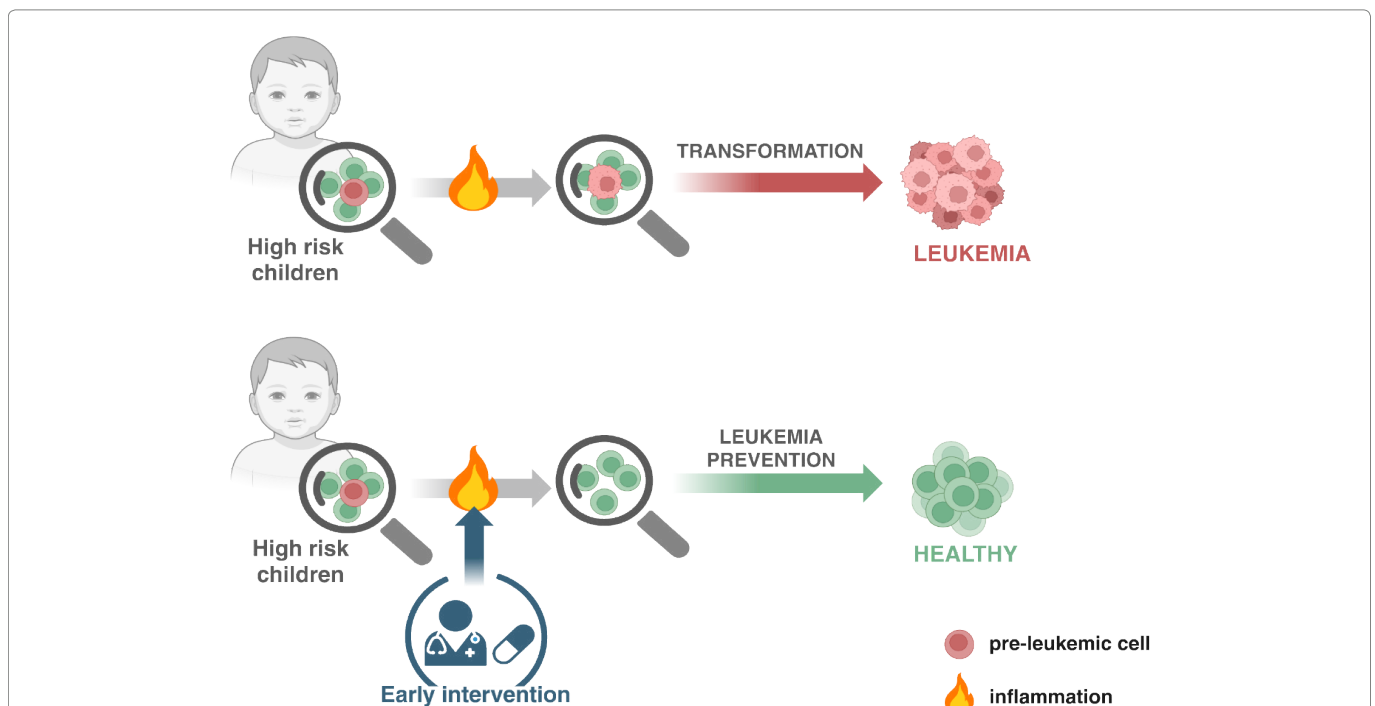 TRANSFORMATION
High risk
children
LEUKEMIA
LEUKEMIA
PREVENTION
High risk
children
HEALTHY
pre-leukemic cell
Early intervention
inflammation